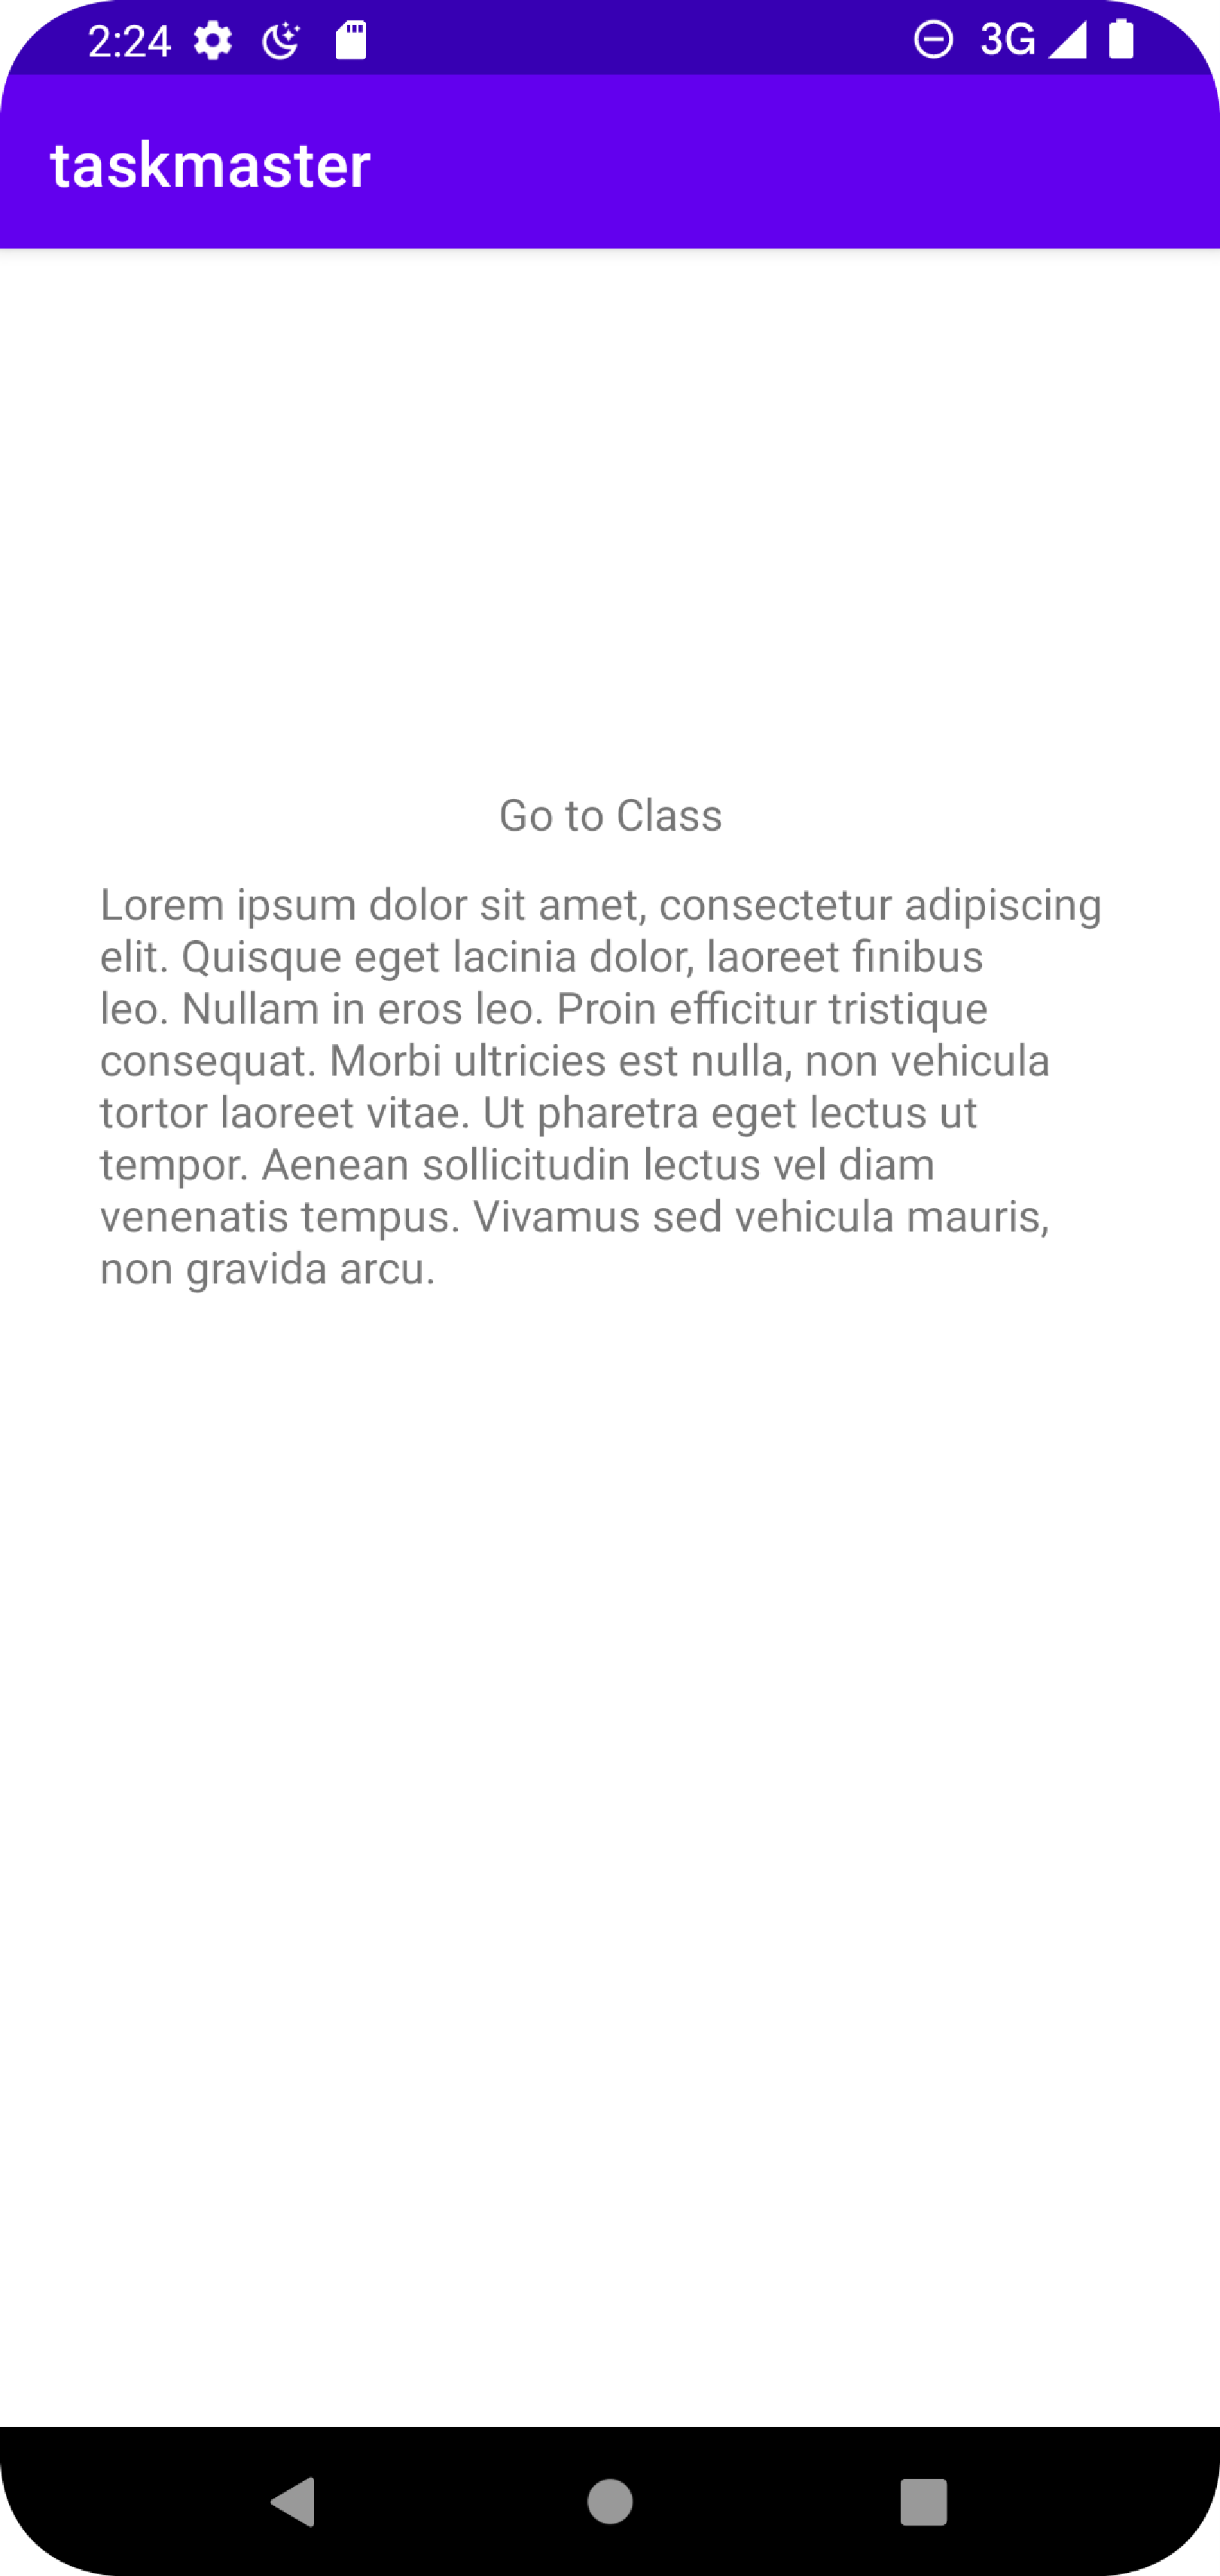 2:24 3G
taskmaster
Go to Class
Lorem ipsum dolor sit amet, consectetur adipiscing
elit. Quisque eget lacinia dolor, laoreet finibus
leo. Nullam in eros leo. Proin efficitur tristique
consequat. Morbi ultricies est nulla, non vehicula
tortor laoreet vitae. Ut pharetra eget lectus ut
tempor. Aenean sollicitudin lectus vel diam
venenatis tempus. Vivamus sed vehicula mauris,
non gravida arcu.